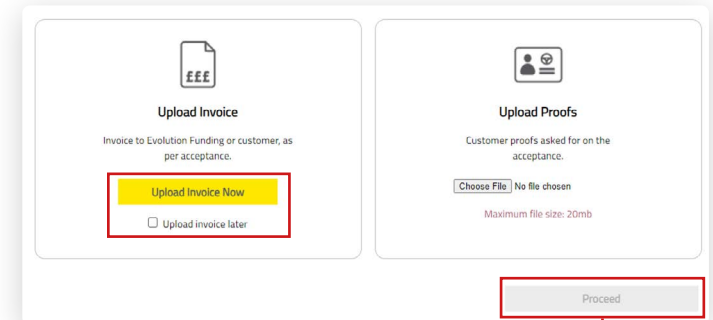 £££
Upload Invoice
Invoice to Evolution Funding or customer, as
per acceptance.
Upload Invoice Now
Upload invoice later
Upload Proofs
Customer proofs asked for on the
acceptance.
Choose File No file chosen
Maximum file size: 20mb
Proceed